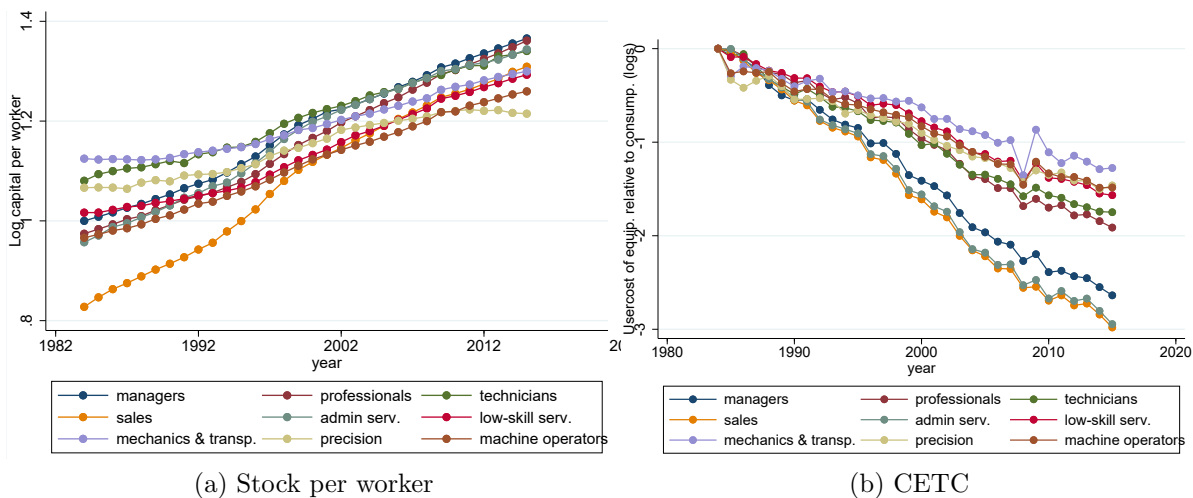 Log capital per worker
1.4
1.2
1
.8
1982
1992
2002
2012
20
year
managers
professionals
technicians
sales
admin serv.
low-skill serv.
mechanics & transp.
precision
machine operators
(a) Stock per worker
Usercost of equip. relative to consump. (logs)
0
-1
-2
-3
1980
1990
2000
2010
2020
year
managers
professionals
technicians
sales
admin serv.
low-skill serv.
mechanics & transp.
precision
machine operators
(b) CETC